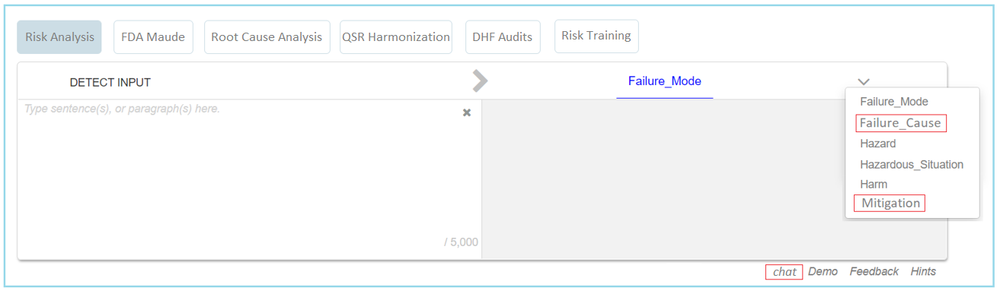 Risk Analysis FDA Maude Root Cause Analysis QSR Harmonization DHF Audits Risk Training
DETECT INPUT Failure_Mode
Type sentence(s), or paragraph(s) here.
Failure_Mode
Failure_Cause
Hazard
Hazardous_Situation
Harm
Mitigation
/ 5,000
chat Demo Feedback Hints